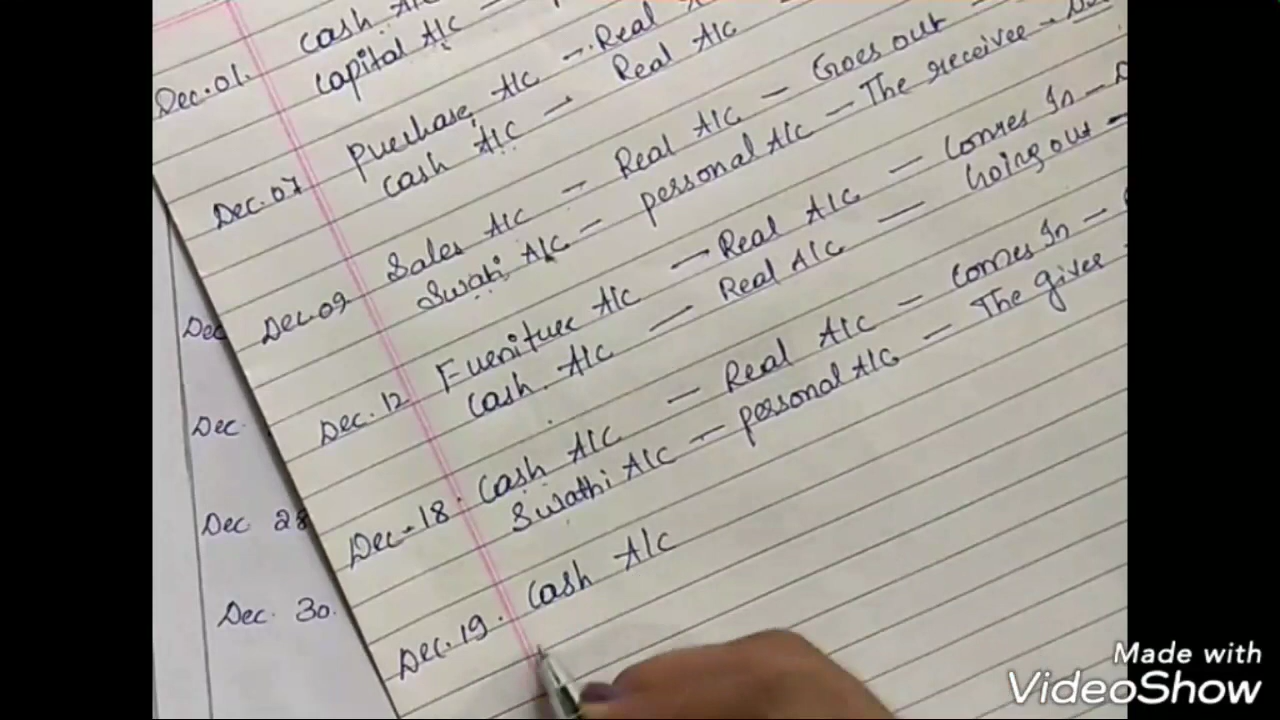 cash A/c
Dec. 01. Capital A/c –
Purchase A/c – Real
Dec. 07 cash A/c – Real A/c
Sales A/c – Real A/c – Goes out –
Dec. 09 Swati A/c – personal A/c – The receiver –
Furniture A/c – Real A/c – Comes In –
Dec. 12 Cash A/c – Real A/c – Going out –
Dec. 18. Cash A/c – Real A/c – Comes In –
Swathi A/c – personal A/c – The giver –
Dec. 19. Cash A/c
Dec
Dec.
Dec 28
Dec. 30.
Made with
VideoShow